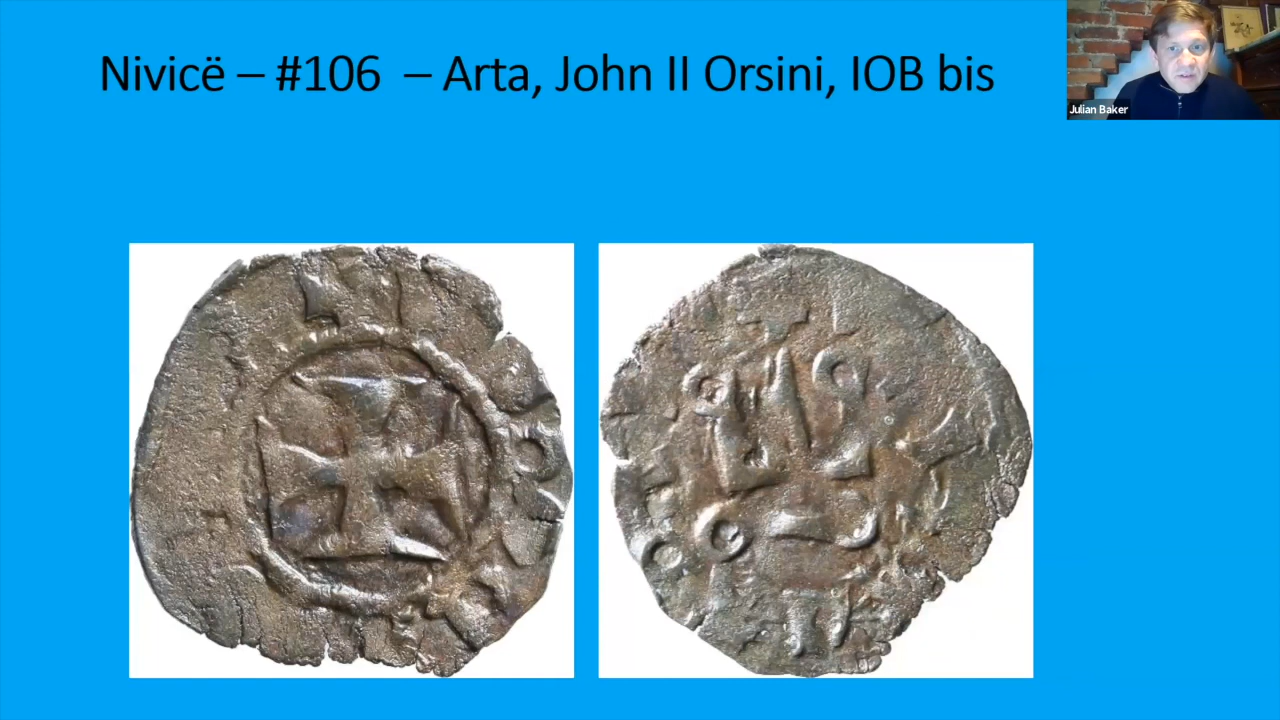 Nivicë – #106 – Arta, John II Orsini, IOB bis
Julian Baker